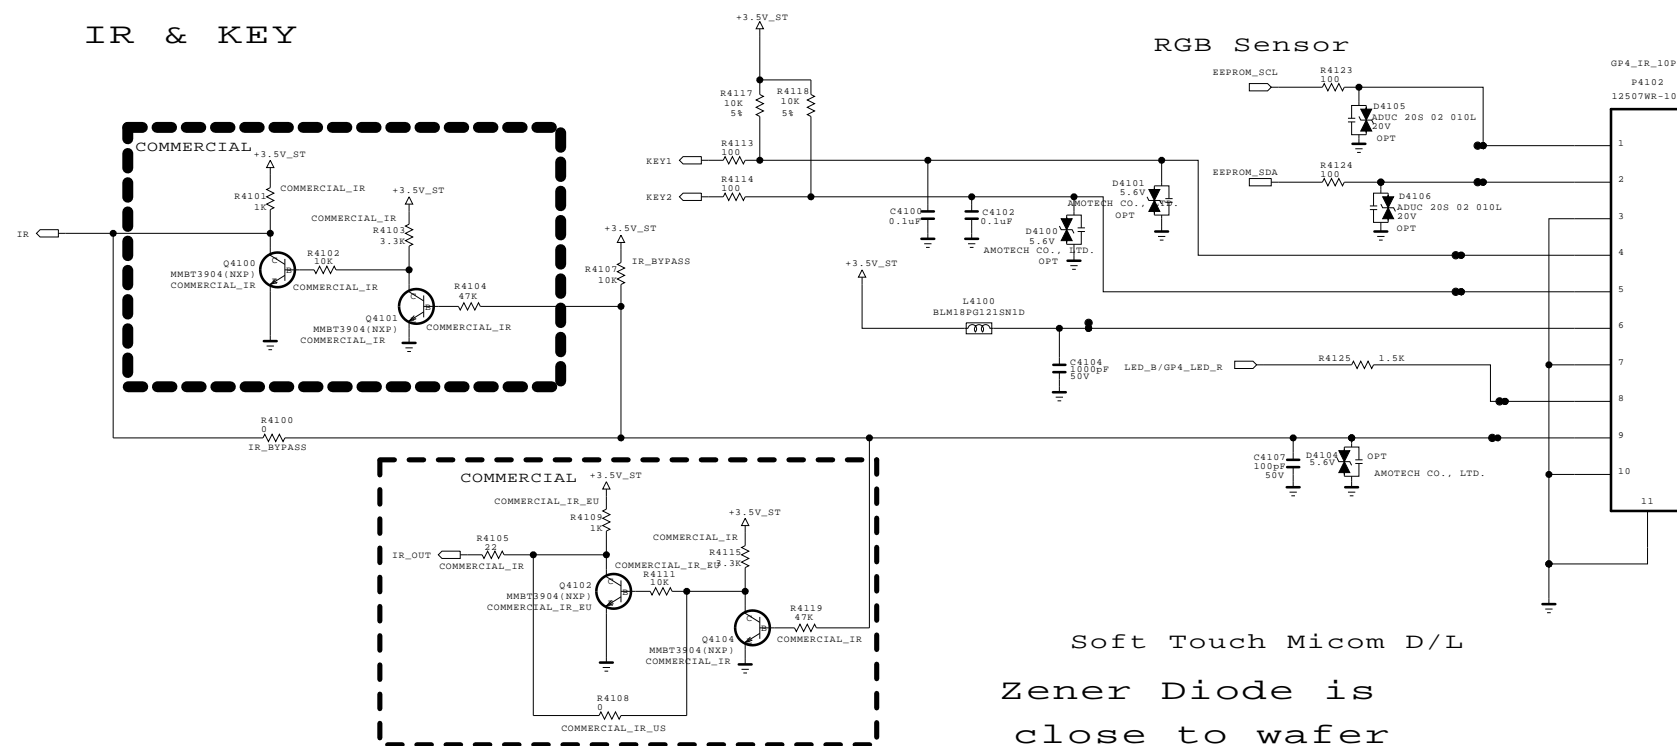 IR & KEY
+3.5V_ST
RGB Sensor
EEPROM_SCL
R4123
100
GP4_IR_10P
P4102
12507WR-10
R4117
10K
5%
R4118
10K
5%
D4105
ADUC 20S 02 010L
20V
OPT
COMMERCIAL
+3.5V_ST
R4101
1K
COMMERCIAL_IR
+3.5V_ST
COMMERCIAL_IR
R4103
3.3K
KEY1
R4113
100
KEY2
R4114
100
EEPROM_SDA
R4124
100
D4106
ADUC 20S 02 010L
20V
OPT
D4101
5.6V
AMOTECH CO., LTD.
OPT
C4100
0.1uF
C4102
0.1uF
D4100
5.6V
AMOTECH CO., LTD.
OPT
IR
Q4100
MMBT3904(NXP)
COMMERCIAL_IR
R4102
10K
COMMERCIAL_IR
R4104
47K
COMMERCIAL_IR
Q4101
MMBT3904(NXP)
COMMERCIAL_IR
+3.5V_ST
R4107
10K
IR_BYPASS
+3.5V_ST
L4100
BLM18PG121SN1D
C4104
1000pF
50V
LED_B/GP4_LED_R
R4125
1.5K
1
2
3
4
5
6
7
8
9
10
11
R4100
0
IR_BYPASS
C4107
100pF
50V
D4104
5.6V
OPT
AMOTECH CO., LTD.
COMMERCIAL
+3.5V_ST
COMMERCIAL_IR_EU
R4109
1K
+3.5V_ST
COMMERCIAL_IR
R4115
3.3K
IR_OUT
R4105
22
COMMERCIAL_IR
COMMERCIAL_IR_EU
R4111
10K
Q4102
MMBT3904(NXP)
COMMERCIAL_IR_EU
R4119
47K
COMMERCIAL_IR
Q4104
MMBT3904(NXP)
COMMERCIAL_IR
R4108
0
COMMERCIAL_IR_US
Soft Touch Micom D/L
Zener Diode is
close to wafer
C
B
E
C
B
E
C
B
E
C
B
E